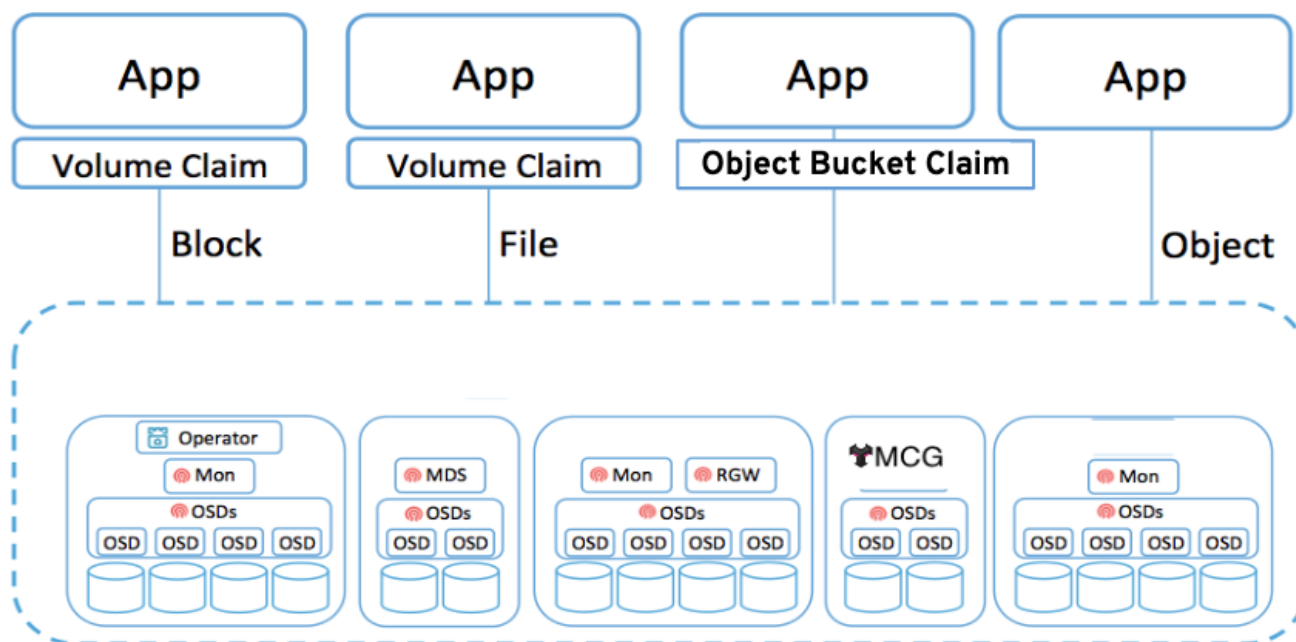 App App App App
Volume Claim Volume Claim Object Bucket Claim
Block File Object
Operator
Mon MDS Mon RGW MCG Mon
OSDs OSDs OSDs OSDs OSDs
OSD OSD OSD OSD OSD OSD OSD OSD OSD OSD OSD OSD OSD OSD OSD OSD